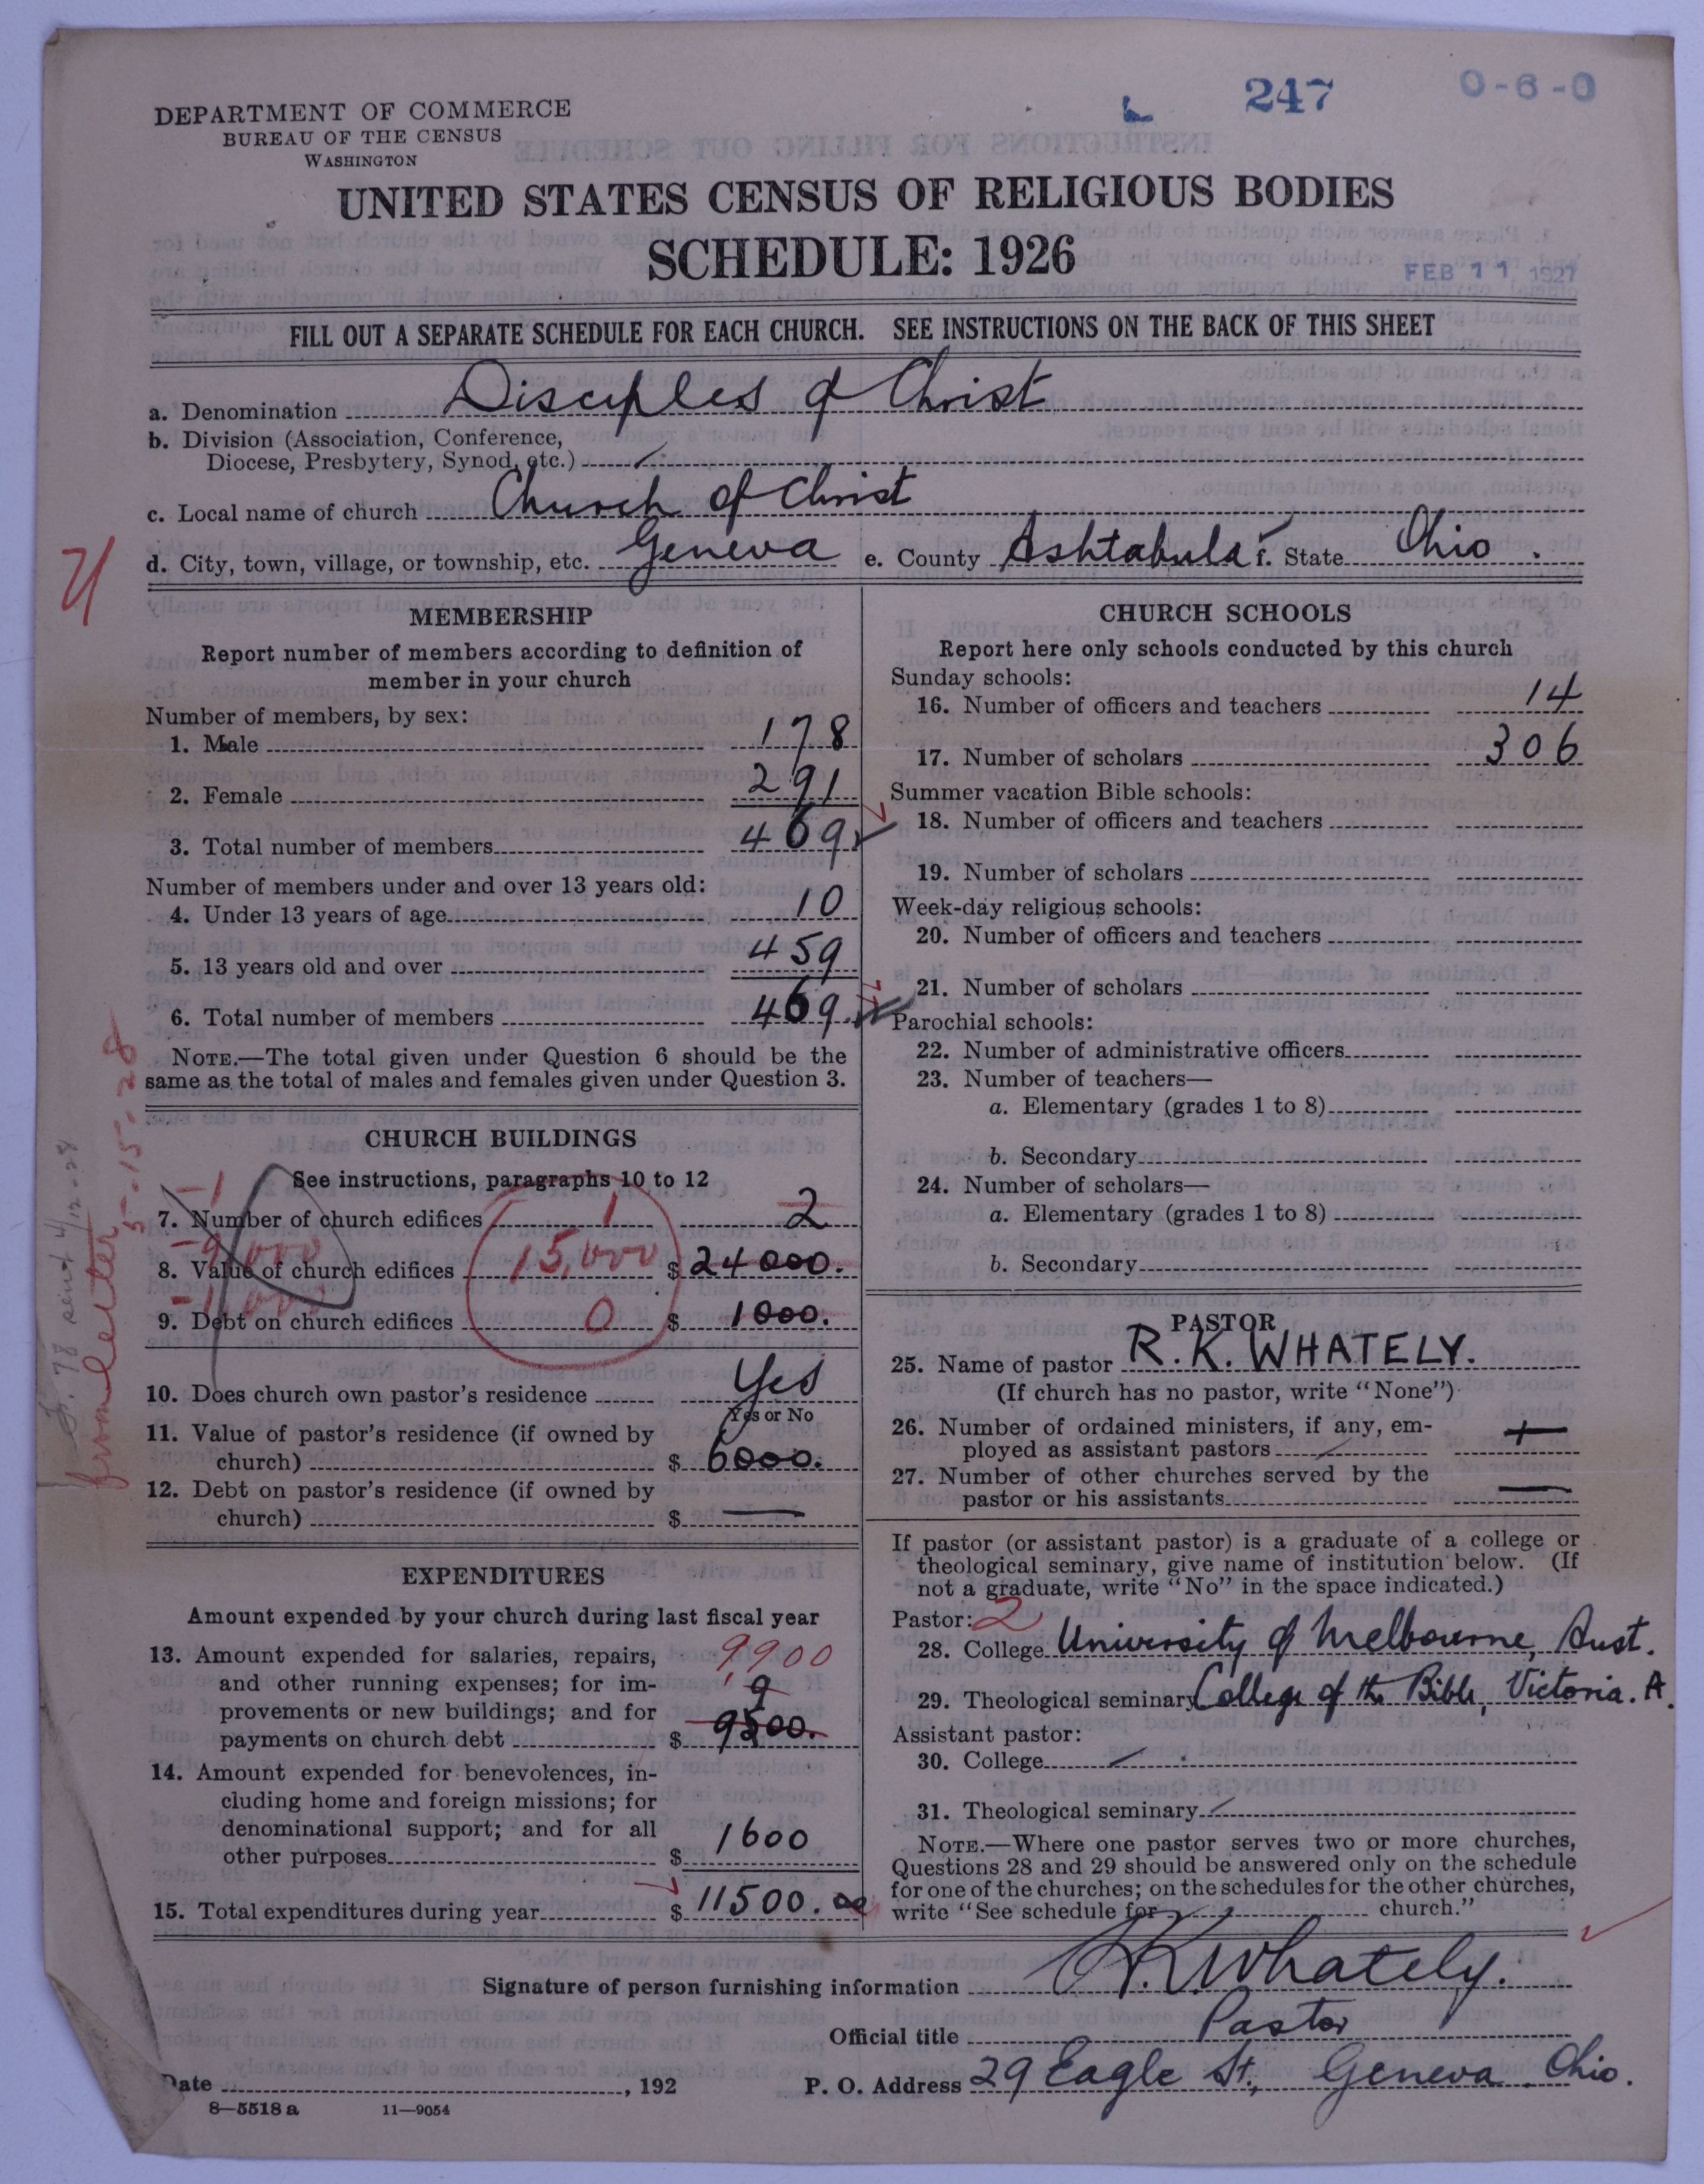 247
0-6-0
DEPARTMENT OF COMMERCE
BUREAU OF THE CENSUS
WASHINGTON
UNITED STATES CENSUS OF RELIGIOUS BODIES
SCHEDULE: 1926
FEB 11 1927
FILL OUT A SEPARATE SCHEDULE FOR EACH CHURCH. SEE INSTRUCTIONS ON THE BACK OF THIS SHEET
a. Denomination Disciples of Christ
b. Division (Association, Conference,
Diocese, Presbytery, Synod, etc.)
c. Local name of church Church of Christ
d. City, town, village, or township, etc. Geneva e. County Ashtabula f. State Ohio.
MEMBERSHIP
Report number of members according to definition of
member in your church
Number of members, by sex:
1. Male 178
2. Female 291
3. Total number of members 469
Number of members under and over 13 years old:
4. Under 13 years of age 10
5. 13 years old and over 459
6. Total number of members 469.
NOTE.—The total given under Question 6 should be the
same as the total of males and females given under Question 3.
CHURCH BUILDINGS
See instructions, paragraphs 10 to 12
-1
7. Number of church edifices 1 2
-9,000
8. Value of church edifices 15,000 $ 24000.
-1,000
9. Debt on church edifices 0 $ 1000.
10. Does church own pastor's residence Yes
Yes or No
11. Value of pastor's residence (if owned by
church) $ 6000.
12. Debt on pastor's residence (if owned by
church) $ —
from letter 5-15-28
EXPENDITURES
Amount expended by your church during last fiscal year
13. Amount expended for salaries, repairs, 9900
and other running expenses; for im- 9
provements or new buildings; and for
payments on church debt $ 9500.
14. Amount expended for benevolences, in-
cluding home and foreign missions; for
denominational support; and for all
other purposes $ 1600
15. Total expenditures during year $ 11500.00
CHURCH SCHOOLS
Report here only schools conducted by this church
Sunday schools:
16. Number of officers and teachers 14
17. Number of scholars 306
Summer vacation Bible schools:
18. Number of officers and teachers
19. Number of scholars
Week-day religious schools:
20. Number of officers and teachers
21. Number of scholars
Parochial schools:
22. Number of administrative officers
23. Number of teachers—
a. Elementary (grades 1 to 8)
b. Secondary
24. Number of scholars—
a. Elementary (grades 1 to 8)
b. Secondary
PASTOR
25. Name of pastor R. K. WHATELY.
(If church has no pastor, write "None")
26. Number of ordained ministers, if any, em-
ployed as assistant pastors
27. Number of other churches served by the
pastor or his assistants —
If pastor (or assistant pastor) is a graduate of a college or
theological seminary, give name of institution below. (If
not a graduate, write "No" in the space indicated.)
Pastor: 2
28. College University of Melbourne, Aust.
29. Theological seminary College of the Bible, Victoria. A.
Assistant pastor:
30. College
31. Theological seminary
NOTE.—Where one pastor serves two or more churches,
Questions 28 and 29 should be answered only on the schedule
for one of the churches; on the schedules for the other churches,
write "See schedule for church."
Signature of person furnishing information R. K. Whately.
Official title Pastor
Date , 192 P. O. Address 29 Eagle St., Geneva, Ohio.
8—5518 a 11—9054